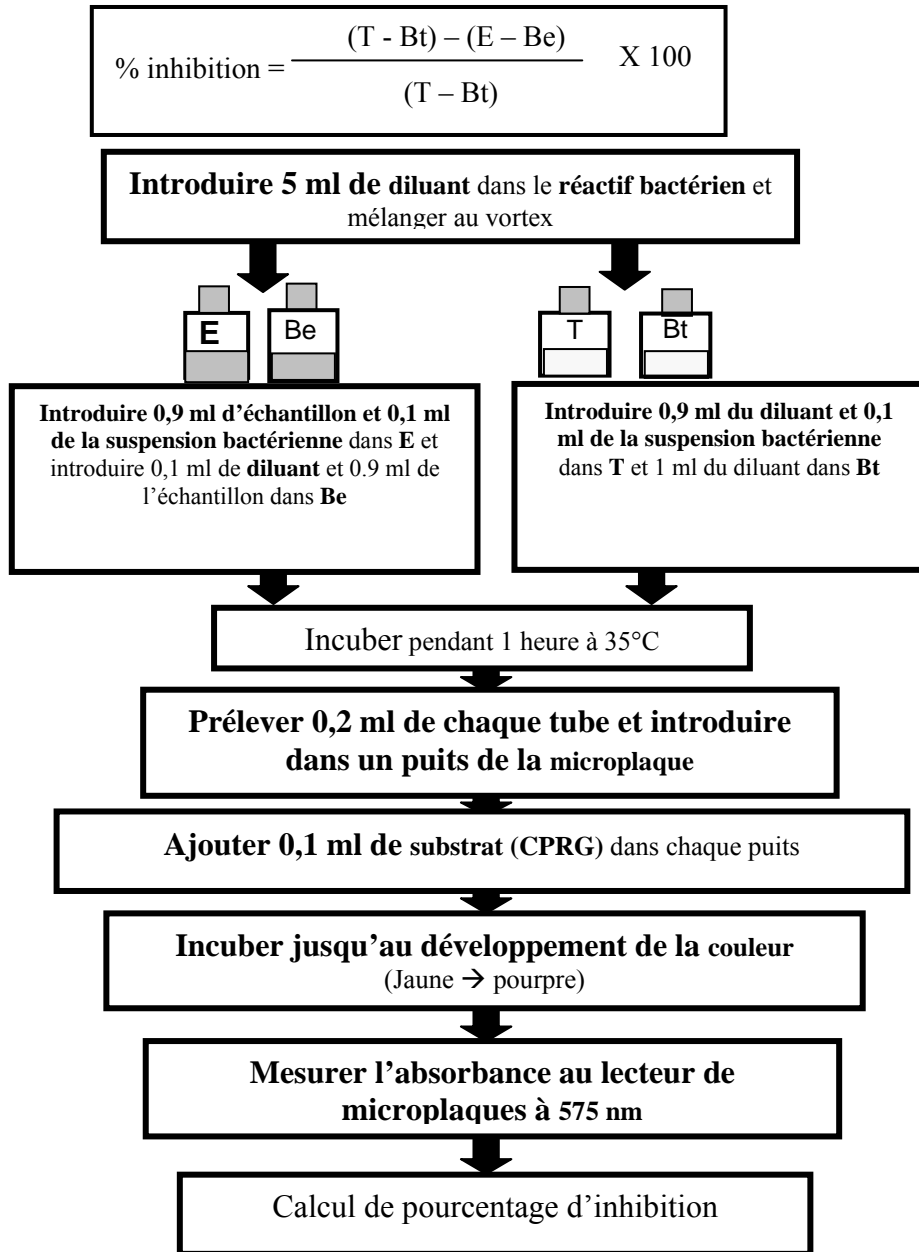 (T - Bt) – (E – Be)
% inhibition = X 100
(T – Bt)
Introduire 5 ml de diluant dans le réactif bactérien et
mélanger au vortex
E
Be
T
Bt
Introduire 0,9 ml d’échantillon et 0,1 ml
de la suspension bactérienne dans E et
introduire 0,1 ml de diluant et 0.9 ml de
l’échantillon dans Be
Introduire 0,9 ml du diluant et 0,1
ml de la suspension bactérienne
dans T et 1 ml du diluant dans Bt
Incuber pendant 1 heure à 35°C
Prélever 0,2 ml de chaque tube et introduire
dans un puits de la microplaque
Ajouter 0,1 ml de substrat (CPRG) dans chaque puits
Incuber jusqu’au développement de la couleur
(Jaune → pourpre)
Mesurer l’absorbance au lecteur de
microplaques à 575 nm
Calcul de pourcentage d’inhibition